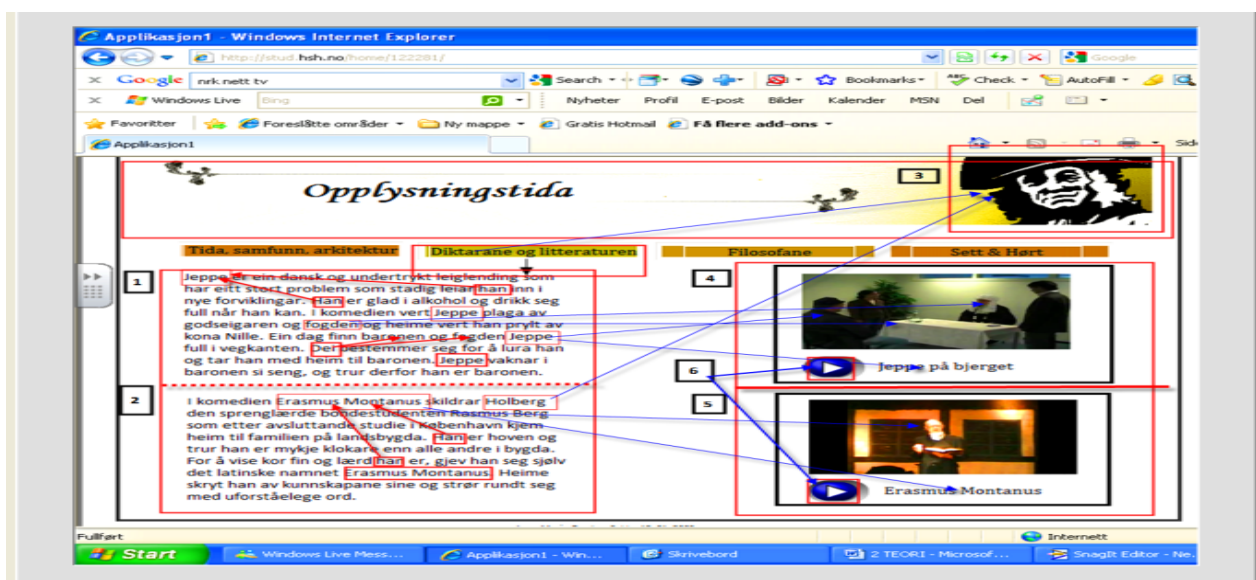 Applikasjon1 - Windows Internet Explorer
http://stud.hsh.no/home/122281/
Google
Google nrk nett tv Search Bookmarks Check AutoFill
Windows Live Bing Nyheter Profil E-post Bilder Kalender MSN Del
Favoritter Foreslåtte områder Ny mappe Gratis Hotmail Få flere add-ons
Applikasjon1
Opplysningstida
3
Tida, samfunn, arkitektur Diktarane og litteraturen Filosofane Sett & Hørt
1
Jeppe er ein dansk og undertrykt leiglending som
har eitt stort problem som stadig leiar han inn i
nye forviklingar. Han er glad i alkohol og drikk seg
full når han kan. I komedien vert Jeppe plaga av
godseigaren og fogden og heime vert han prylt av
kona Nille. Ein dag finn baronen og fogden Jeppe
full i vegkanten. Dei bestemmer seg for å lura han
og tar han med heim til baronen. Jeppe vaknar i
baronen si seng, og trur derfor han er baronen.
2
I komedien Erasmus Montanus skildrar Holberg
den sprenglærde bondestudenten Rasmus Berg
som etter avsluttande studie i København kjem
heim til familien på landsbygda. Han er hoven og
trur han er mykje klokare enn alle andre i bygda.
For å vise kor fin og lærd han er, gjev han seg sjølv
det latinske namnet Erasmus Montanus. Heime
skryt han av kunnskapane sine og strør rundt seg
med uforståelege ord.
4
Jeppe på bjerget
6
5
Erasmus Montanus
Fullført
Internett
Start Windows Live Mess... Applikasjon1 - Win... Skrivebord 2 TEORI - Microsof... SnagIt Editor - Ne.